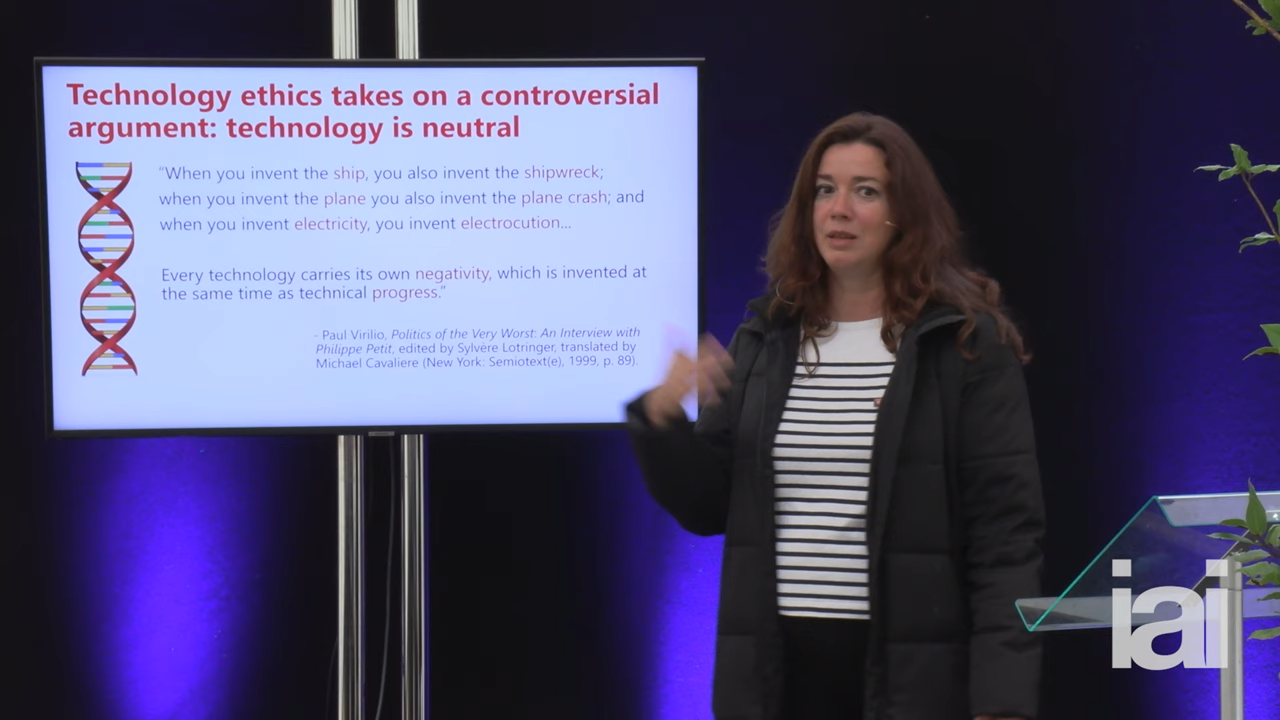 Technology ethics takes on a controversial
argument: technology is neutral
“When you invent the ship, you also invent the shipwreck;
when you invent the plane you also invent the plane crash; and
when you invent electricity, you invent electrocution...
Every technology carries its own negativity, which is invented at
the same time as technical progress.”
- Paul Virilio, Politics of the Very Worst: An Interview with
Philippe Petit, edited by Sylvère Lotringer, translated by
Michael Cavaliere (New York: Semiotext(e), 1999, p. 89).
iai